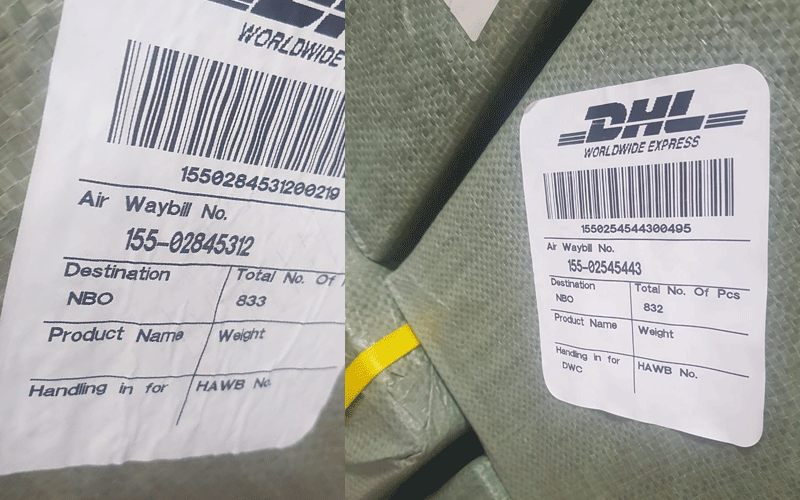 WORLDWIDE
1550284531200219
Air Waybill No.
155-02845312
Destination
NBO
Total No. Of
833
Product Name
Weight
Handling in for
HAWB No.
DHL
WORLDWIDE EXPRESS
1550254544300495
Air Waybill No.
155-02545443
Destination
NBO
Total No. Of Pcs
832
Product Name
Weight
Handling in for
DWC
HAWB No.